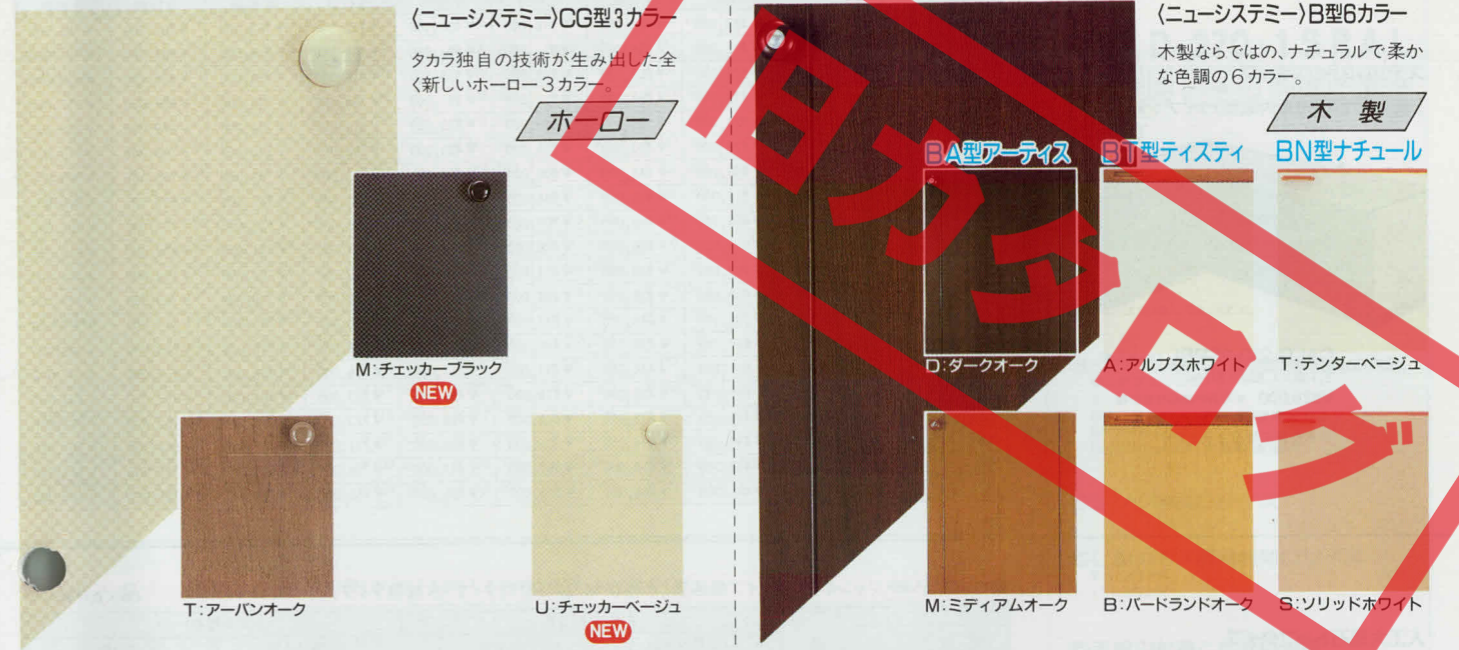 〈ニューシステミー〉CG型3カラー
タカラ独自の技術が生み出した全
く新しいホーロー3カラー。
ホーロー
M:チェッカーブラック
NEW
T:アーバンオーク
U:チェッカーベージュ
NEW
〈ニューシステミー〉B型6カラー
木製ならではの、ナチュラルで柔か
な色調の6カラー。
木 製
BA型アーティス
BT型ティスティ
BN型ナチュール
D:ダークオーク
A:アルプスホワイト
T:テンダーベージュ
M:ミディアムオーク
B:バードランドオーク
S:ソリッドホワイト
旧カタログ